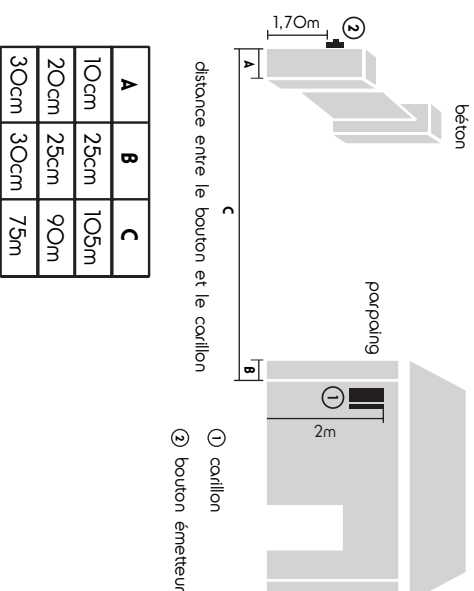 béton
1,70m
2
A
C
distance entre le bouton et le carillon
B
parpaing
1
2m
1 carillon
2 bouton émetteur
A B C
10cm 25cm 105m
20cm 25cm 90m
30cm 30cm 75m